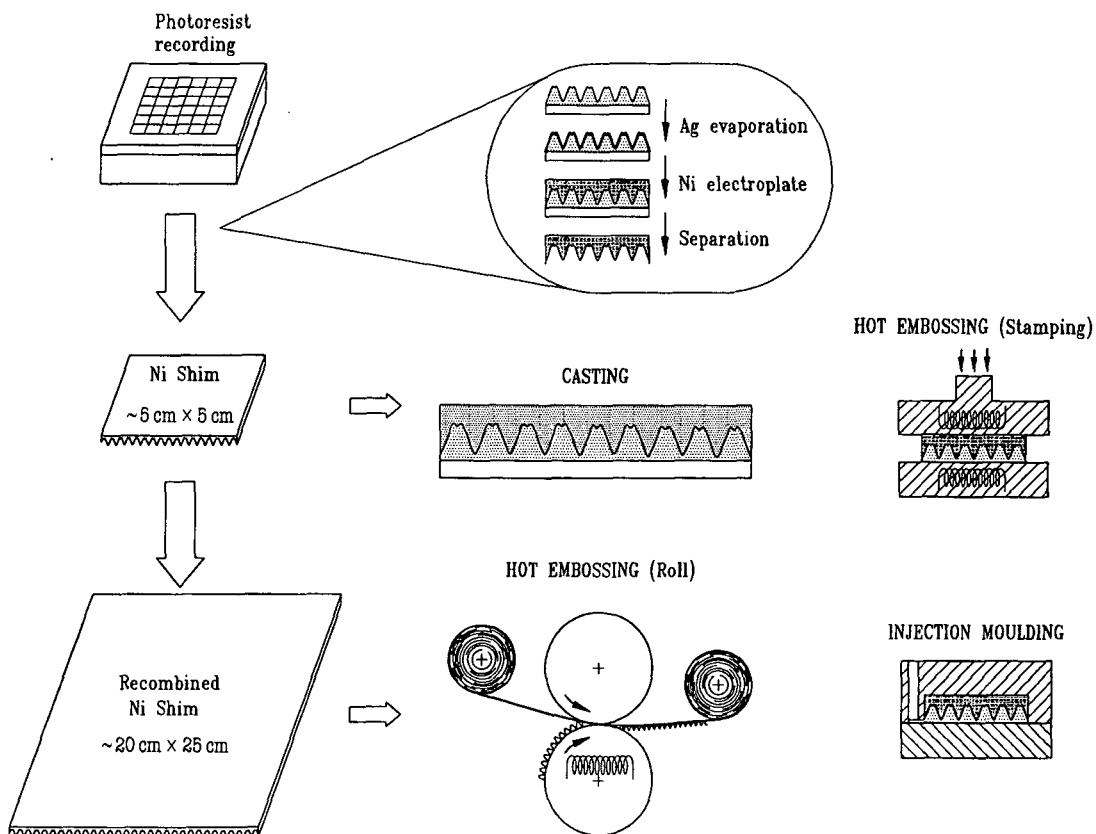 Photoresist
recording
Ag evaporation
Ni electroplate
Separation
HOT EMBOSSING (Stamping)
Ni Shim
~5 cm × 5 cm
CASTING
HOT EMBOSSING (Roll)
INJECTION MOULDING
Recombined
Ni Shim
~20 cm × 25 cm